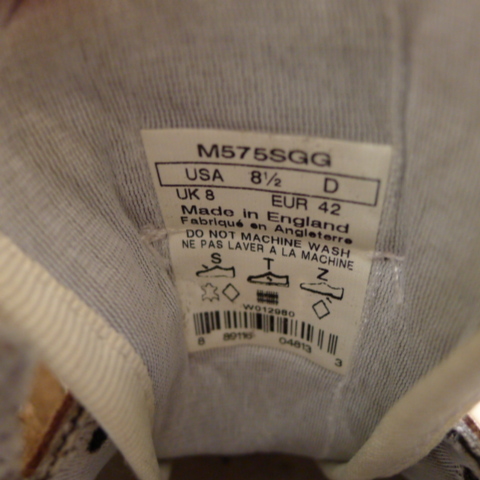 M575SGG
USA 8½ D
UK 8 EUR 42
Made in England
Fabriqué en Angleterre
DO NOT MACHINE WASH
NE PAS LAVER A LA MACHINE
S T Z
W012980
8 89116 04813 3